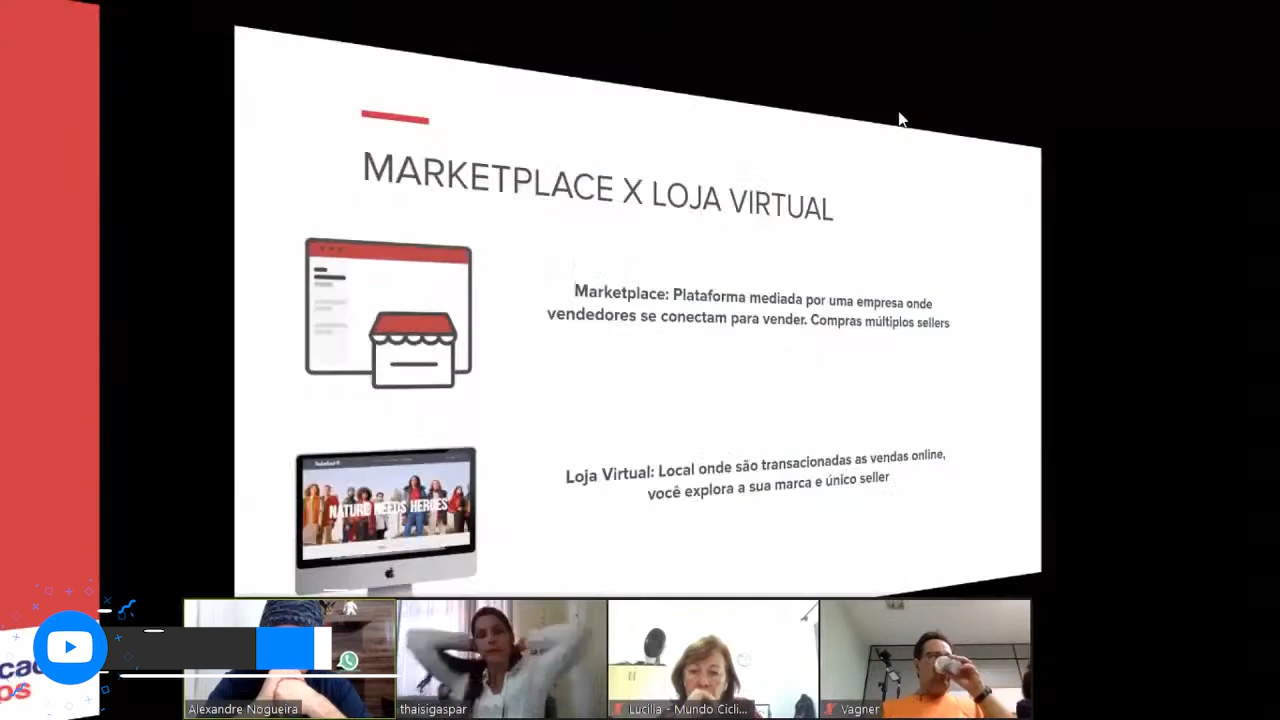 MARKETPLACE X LOJA VIRTUAL
Marketplace: Plataforma mediada por uma empresa onde
vendedores se conectam para vender. Compras múltiplos sellers
NATURE NEEDS HEROES
Loja Virtual: Local onde são transacionadas as vendas online,
você explora a sua marca e único seller
Alexandre Nogueira
thaisigaspar
Lucilia - Mundo Cicli...
Vagner